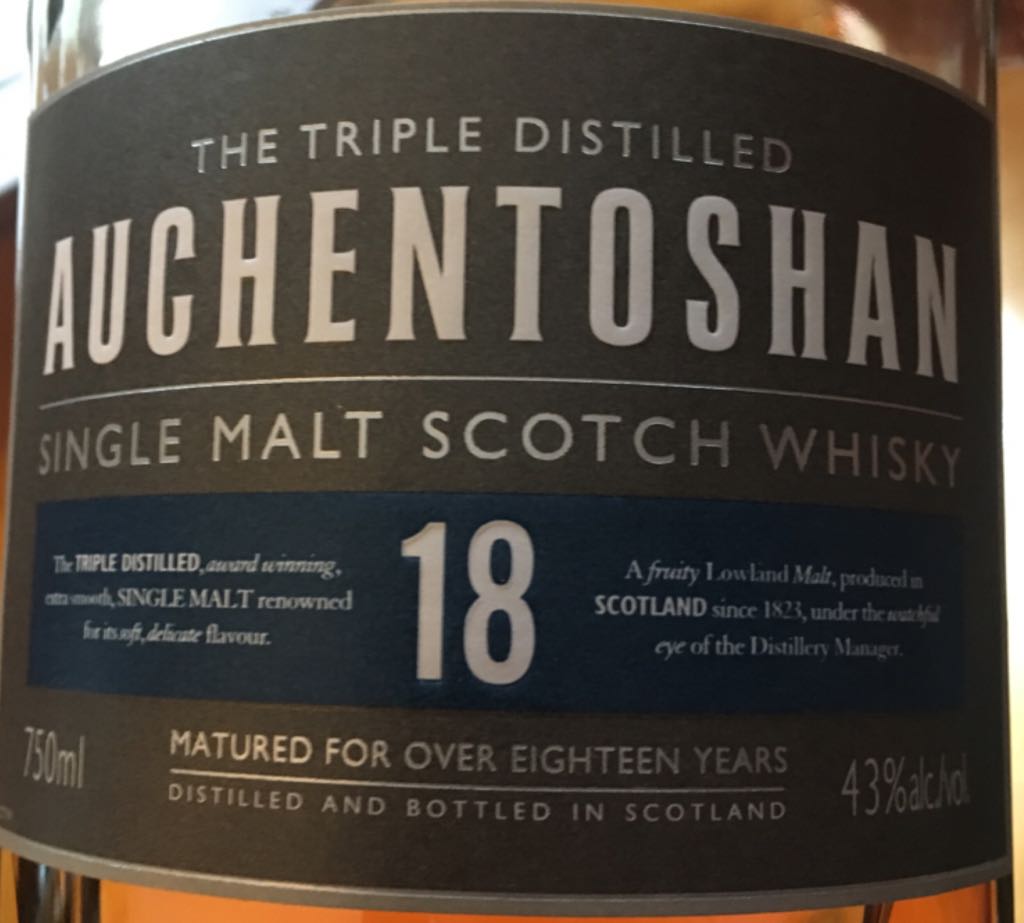 THE TRIPLE DISTILLED
AUCHENTOSHAN
SINGLE MALT SCOTCH WHISKY
The TRIPLE DISTILLED, award winning,
extra smooth, SINGLE MALT renowned
for its soft, delicate flavour.
18
A fruity Lowland Malt, produced in
SCOTLAND since 1823, under the watchful
eye of the Distillery Manager.
750ml
MATURED FOR OVER EIGHTEEN YEARS
DISTILLED AND BOTTLED IN SCOTLAND
43%alc./vol.